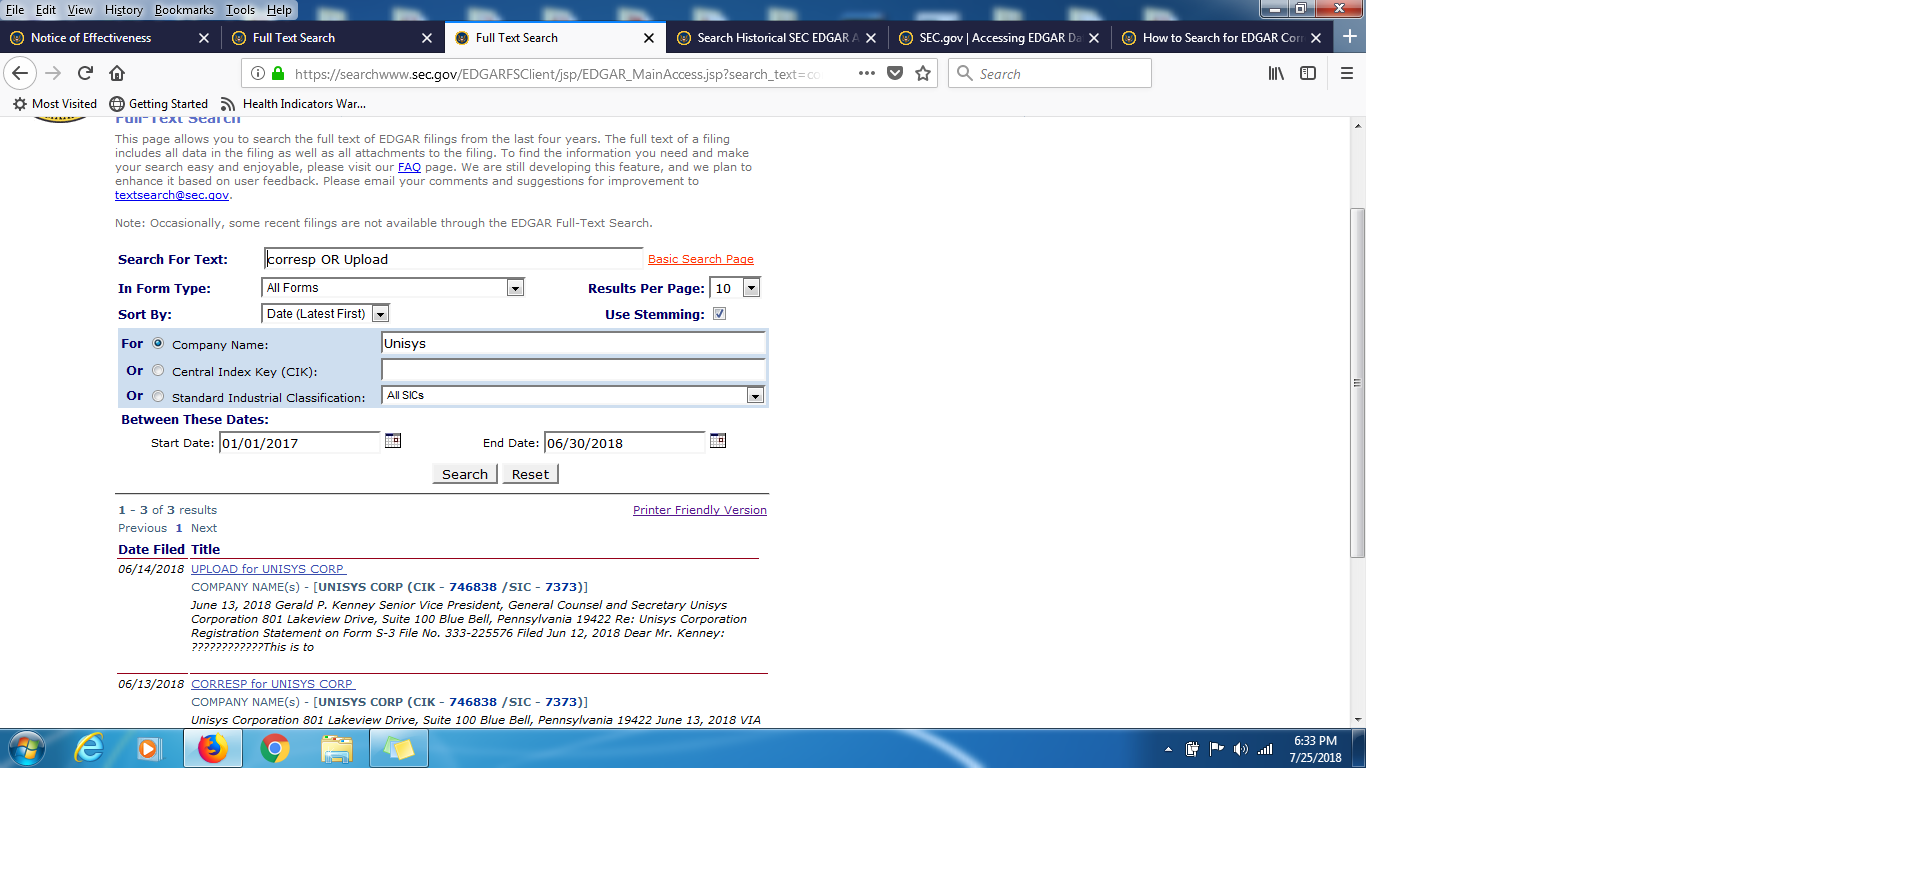 File Edit View History Bookmarks Tools Help
Notice of Effectiveness
Full Text Search
Full Text Search
Search Historical SEC EDGAR A
SEC.gov | Accessing EDGAR Da
How to Search for EDGAR Cor
https://searchwww.sec.gov/EDGARFSClient/jsp/EDGAR_MainAccess.jsp?search_text=co
Search
Most Visited Getting Started Health Indicators War...
Full-Text Search
This page allows you to search the full text of EDGAR filings from the last four years. The full text of a filing
includes all data in the filing as well as all attachments to the filing. To find the information you need and make
your search easy and enjoyable, please visit our FAQ page. We are still developing this feature, and we plan to
enhance it based on user feedback. Please email your comments and suggestions for improvement to
textsearch@sec.gov.
Note: Occasionally, some recent filings are not available through the EDGAR Full-Text Search.
Search For Text: corresp OR Upload Basic Search Page
In Form Type: All Forms Results Per Page: 10
Sort By: Date (Latest First) Use Stemming:
For Company Name: Unisys
Or Central Index Key (CIK):
Or Standard Industrial Classification: All SICs
Between These Dates:
Start Date: 01/01/2017 End Date: 06/30/2018
Search Reset
1 - 3 of 3 results Printer Friendly Version
Previous 1 Next
Date Filed Title
06/14/2018 UPLOAD for UNISYS CORP
COMPANY NAME(s) - [UNISYS CORP (CIK - 746838 /SIC - 7373)]
June 13, 2018 Gerald P. Kenney Senior Vice President, General Counsel and Secretary Unisys
Corporation 801 Lakeview Drive, Suite 100 Blue Bell, Pennsylvania 19422 Re: Unisys Corporation
Registration Statement on Form S-3 File No. 333-225576 Filed Jun 12, 2018 Dear Mr. Kenney:
????????????This is to
06/13/2018 CORRESP for UNISYS CORP
COMPANY NAME(s) - [UNISYS CORP (CIK - 746838 /SIC - 7373)]
Unisys Corporation 801 Lakeview Drive, Suite 100 Blue Bell, Pennsylvania 19422 June 13, 2018 VIA
6:33 PM
7/25/2018